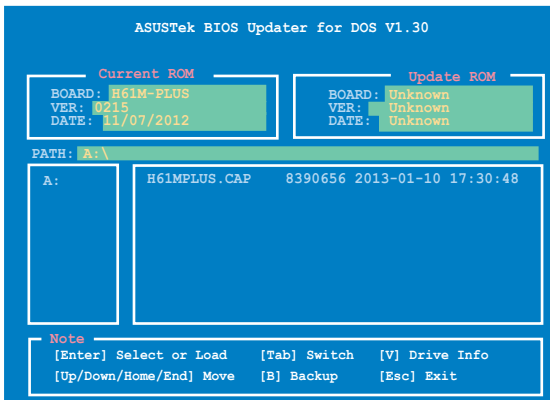 ASUSTek BIOS Updater for DOS V1.30
Current ROM
BOARD: H61M-PLUS
VER: 0215
DATE: 11/07/2012
Update ROM
BOARD: Unknown
VER: Unknown
DATE: Unknown
PATH: A:\
A:
H61MPLUS.CAP 8390656 2013-01-10 17:30:48
Note
[Enter] Select or Load [Tab] Switch [V] Drive Info
[Up/Down/Home/End] Move [B] Backup [Esc] Exit